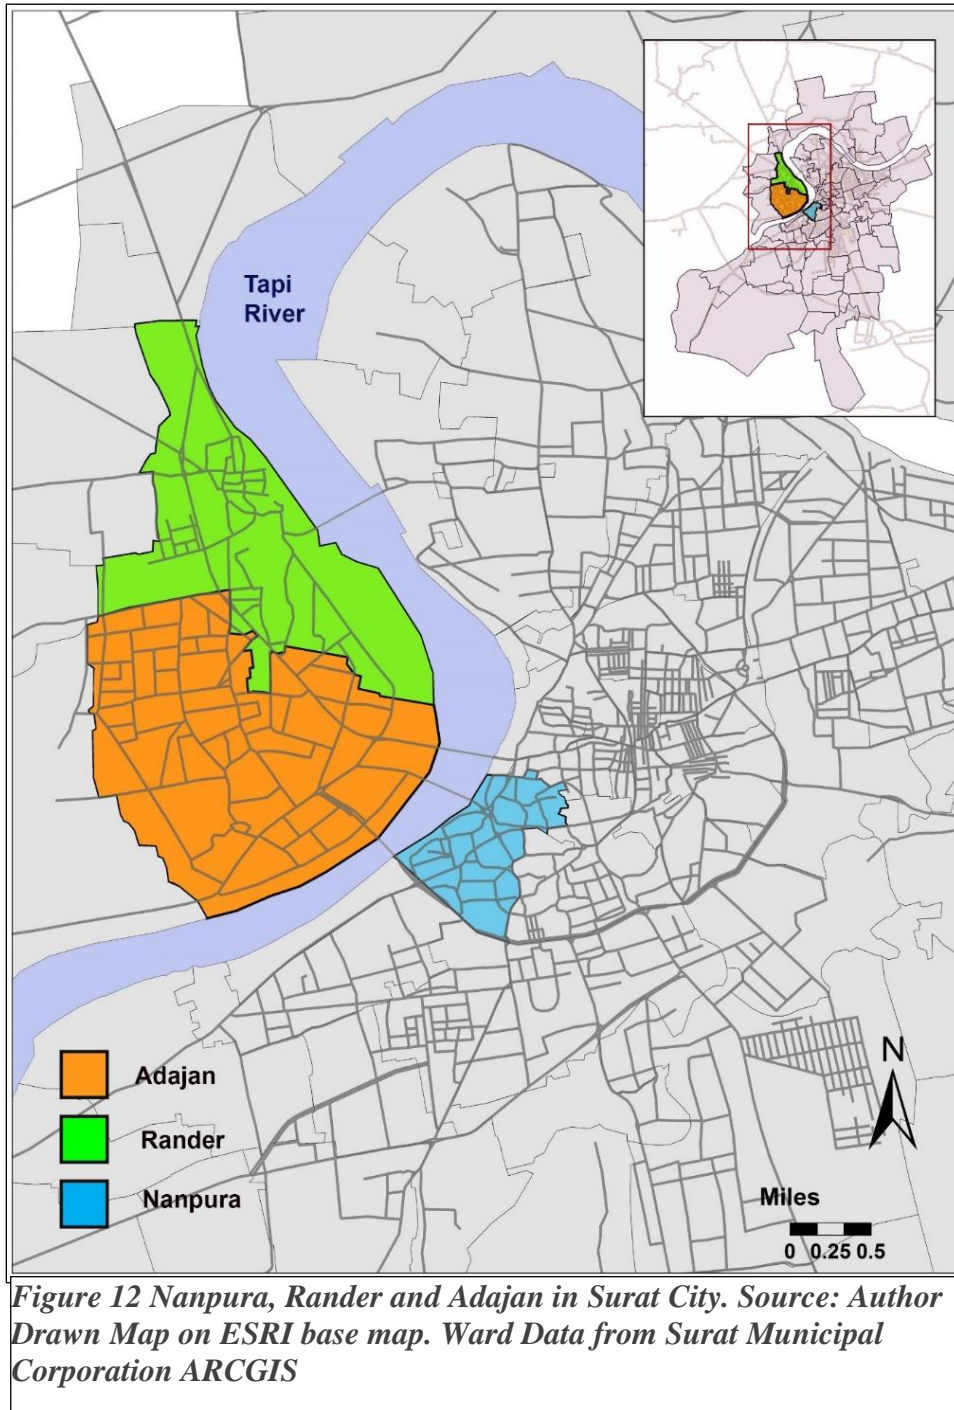 Tapi
River
Adajan
Rander
Nanpura
N
Miles
0 0.25 0.5
Figure 12 Nanpura, Rander and Adajan in Surat City. Source: Author
Drawn Map on ESRI base map. Ward Data from Surat Municipal
Corporation ARCGIS